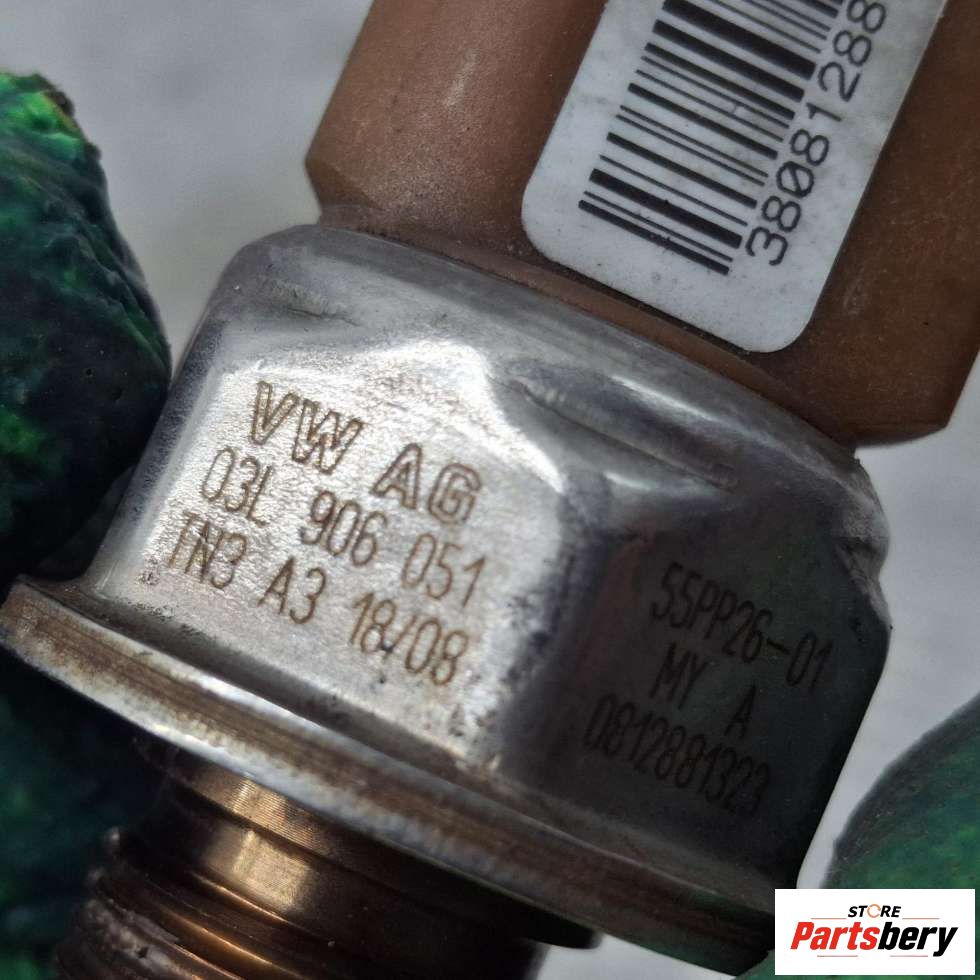 38081288
VW AG
03L 906 051
TN3 A3 18/08
55PP26-01
MY A
0812881323
STORE
Partsbery